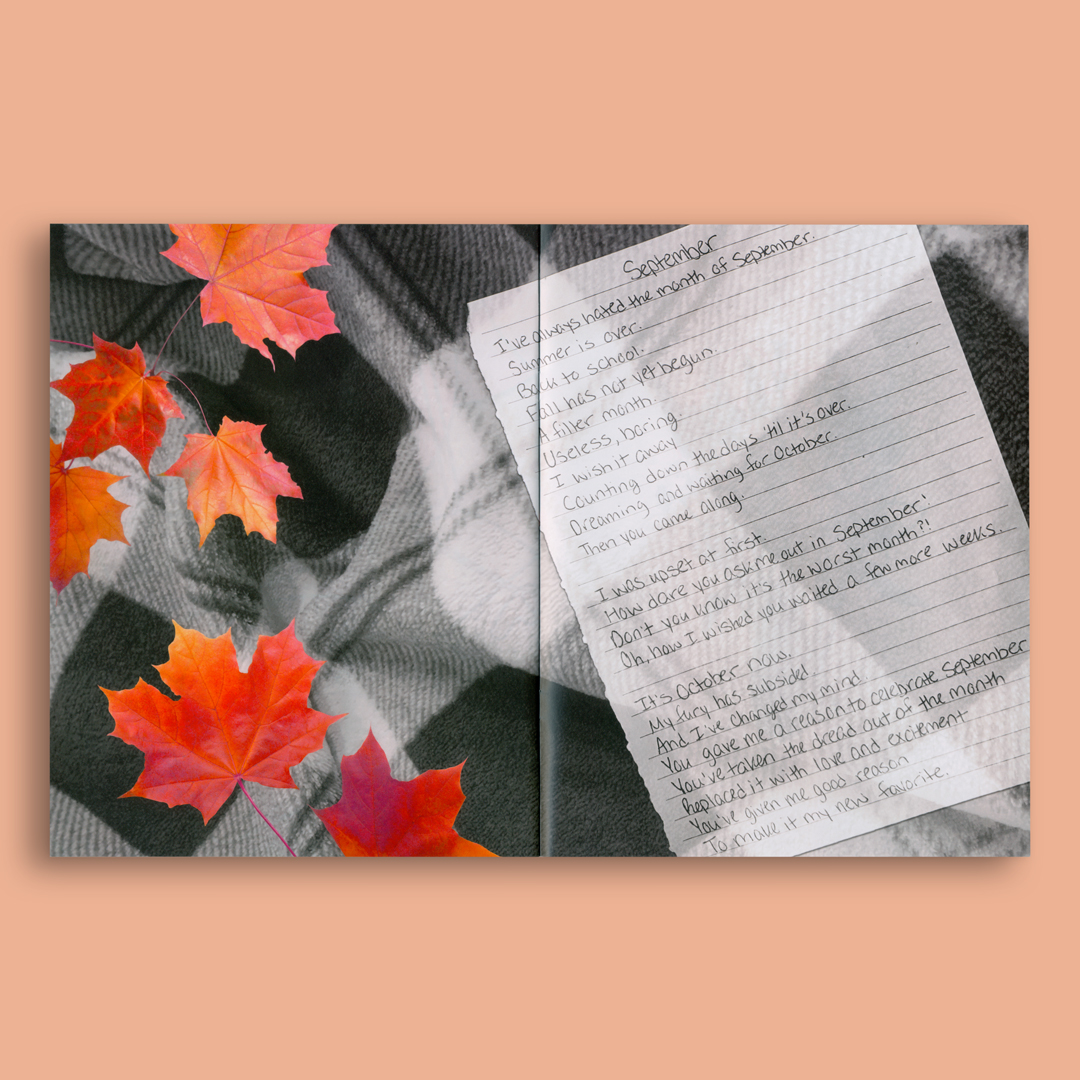 September
I've always hated the month of September.
Summer is over.
Back to school.
Fall has not yet begun.
A filler month.
Useless, boring.
I wish it away
Counting down the days 'til it's over.
Dreaming and waiting for October.
Then you came along.
I was upset at first.
How dare you ask me out in September!
Don't you know it's the worst month?!
Oh, how I wished you waited a few more weeks.
It's October now.
My fury has subsided
And I've changed my mind
You gave me a reason to celebrate September
You've taken the dread out of the month
Replaced it with love and excitement
You've given me good reason
To make it my new favorite.